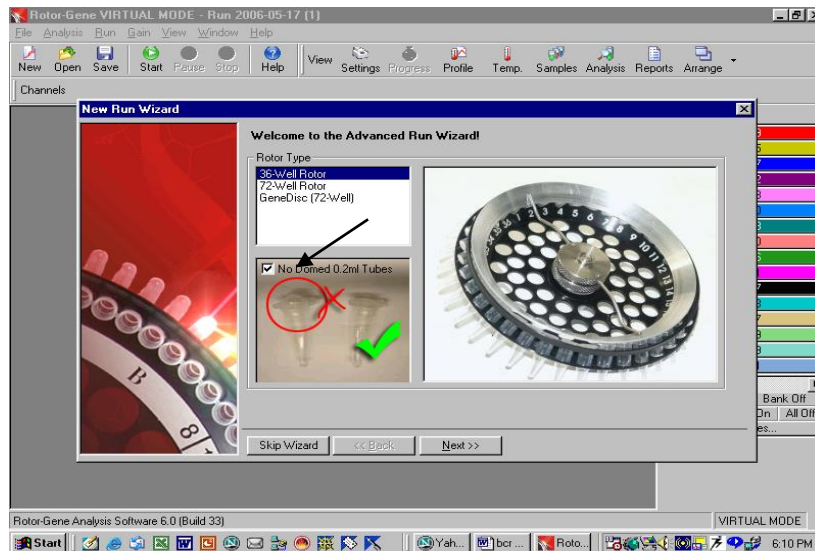 Rotor-Gene VIRTUAL MODE - Run 2006-05-17 (1)
File Analysis Run Gain View Window Help
New Open Save Start Pause Stop Help View Settings Progress Profile Temp. Samples Analysis Reports Arrange
Channels
New Run Wizard
Welcome to the Advanced Run Wizard!
Rotor Type
36-Well Rotor
72-Well Rotor
GeneDisc (72-Well)
No Domed 0.2ml Tubes
Bank Off
On All Off
es...
Skip Wizard << Back Next >>
Rotor-Gene Analysis Software 6.0 (Build 33) VIRTUAL MODE
Start Yah... bcr ... Roto... 6:10 PM